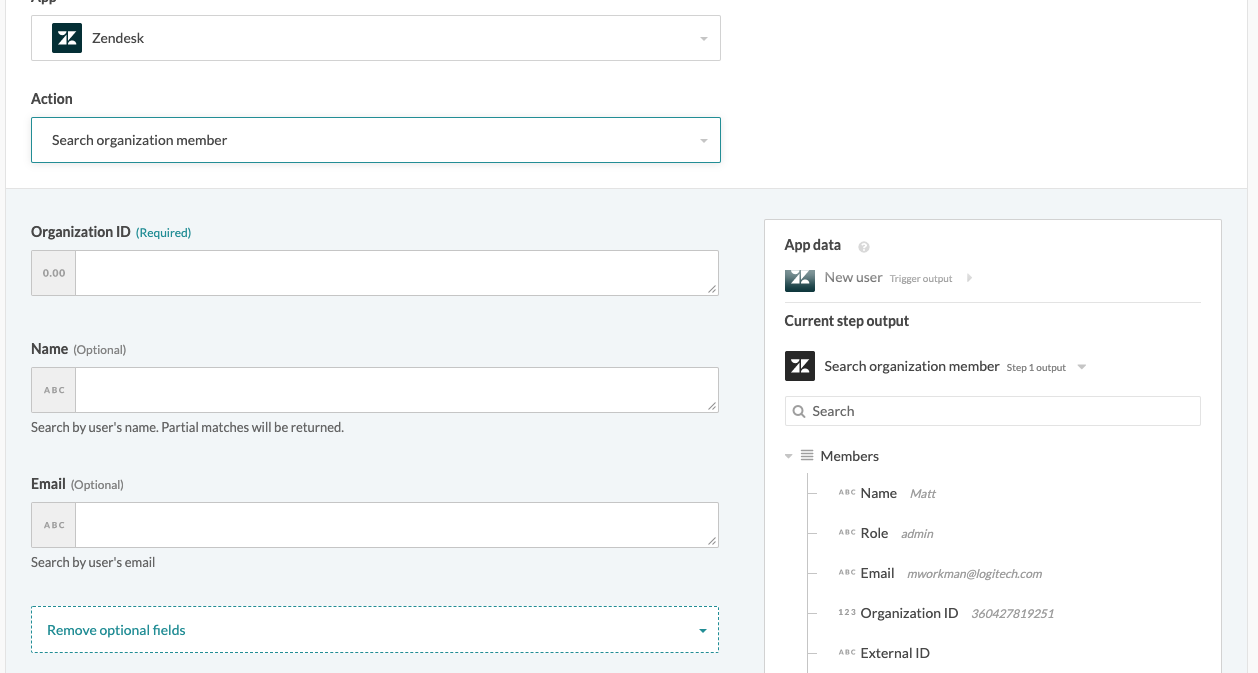 App
Zendesk
Action
Search organization member
Organization ID (Required)
0.00
Name (Optional)
ABC
Search by user's name. Partial matches will be returned.
Email (Optional)
ABC
Search by user's email
Remove optional fields
App data ?
New user Trigger output
Current step output
Search organization member Step 1 output
Search
Members
ABC Name Matt
ABC Role admin
ABC Email mworkman@logitech.com
123 Organization ID 360427819251
ABC External ID